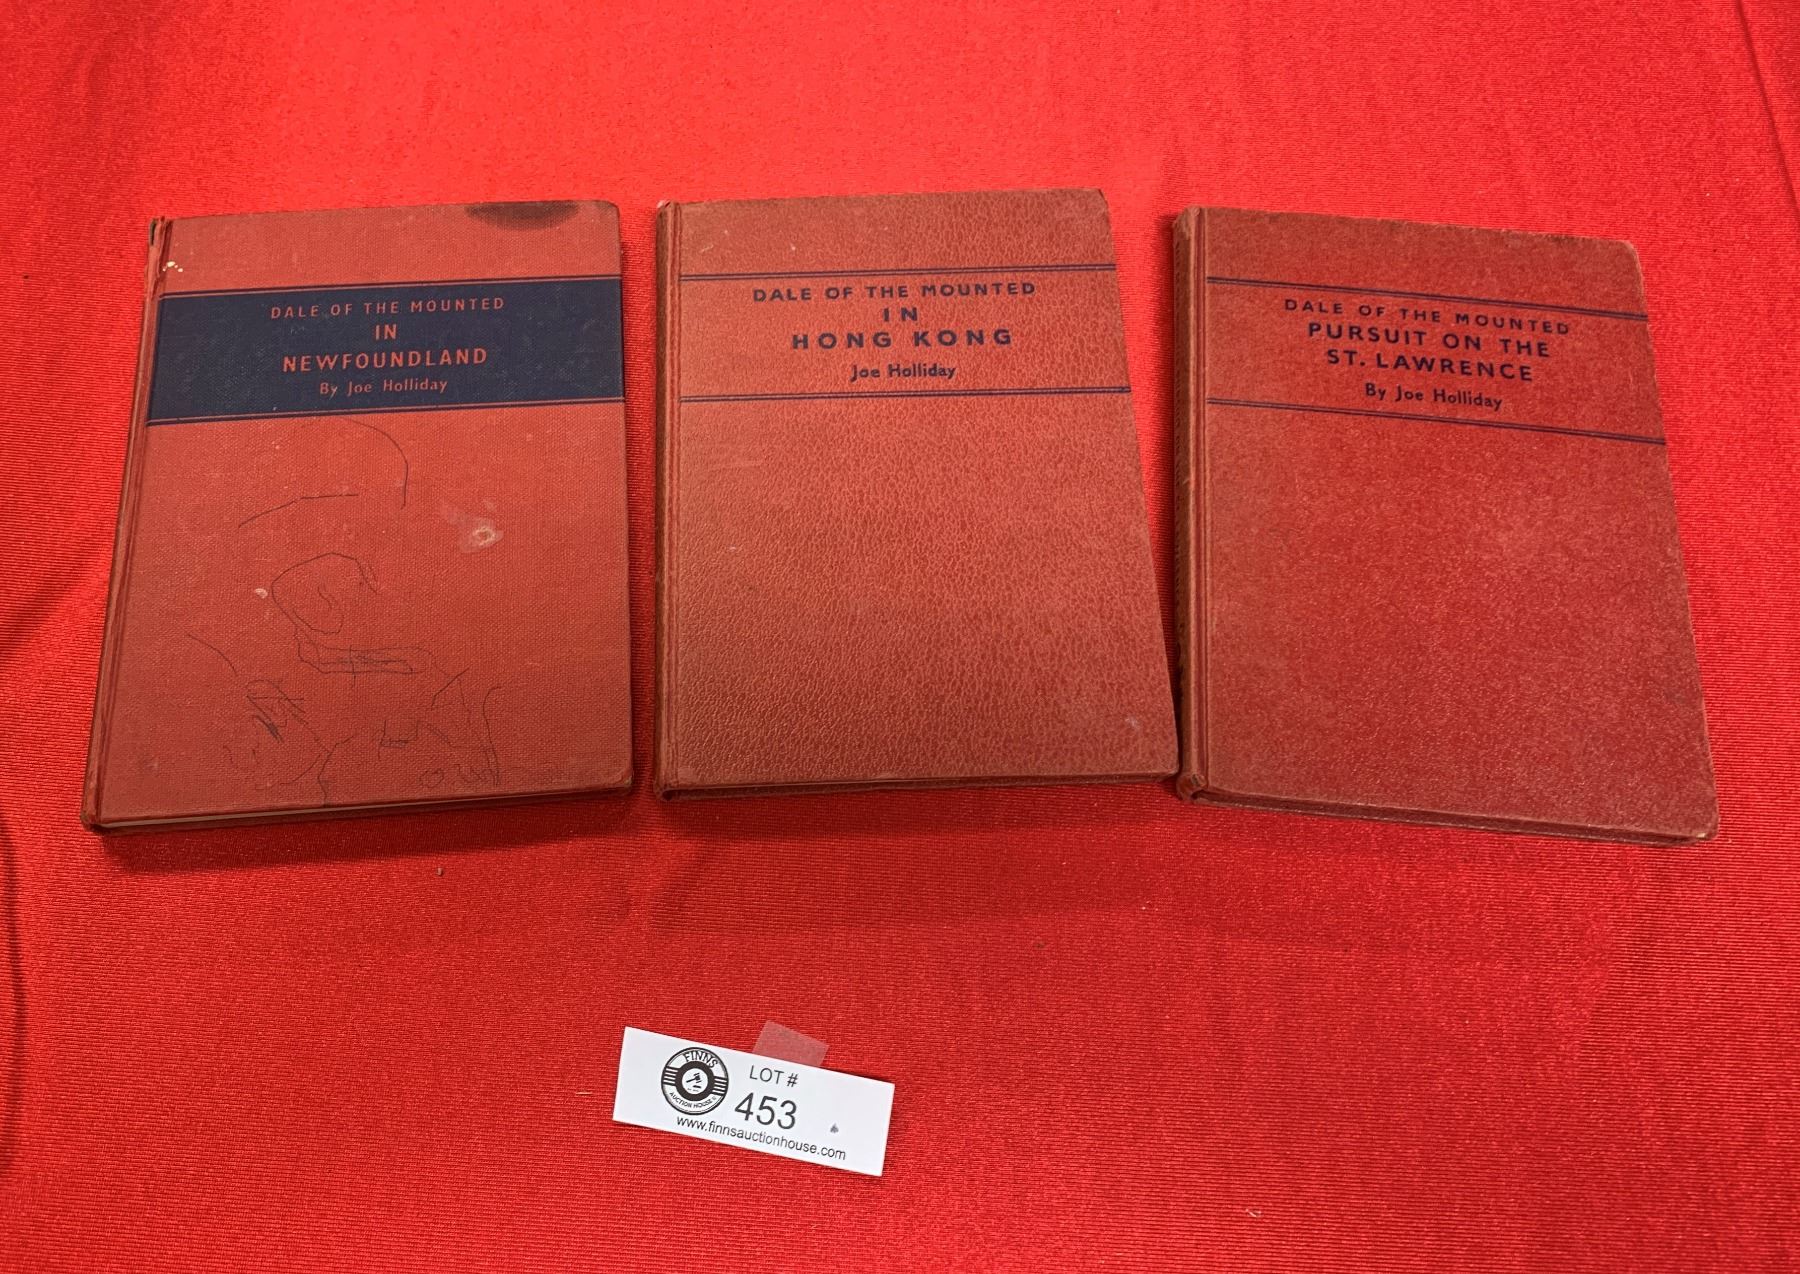 DALE OF THE MOUNTED
IN
NEWFOUNDLAND
By Joe Holliday
DALE OF THE MOUNTED
IN
HONG KONG
Joe Holliday
DALE OF THE MOUNTED
PURSUIT ON THE
ST. LAWRENCE
By Joe Holliday
FINNS
AUCTION HOUSE
LOT #
453
www.finnsauctionhouse.com